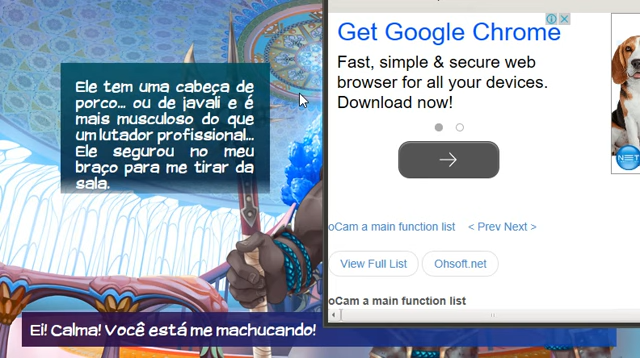 Ele tem uma cabeça de
porco... ou de javali e é
mais musculoso do que
um lutador profissional...
Ele segurou no meu
braço para me tirar da
sala.
Ei! Calma! Você está me machucando!
Get Google Chrome
Fast, simple & secure web
browser for all your devices.
Download now!
NET
oCam a main function list < Prev Next >
View Full List Ohsoft.net
oCam a main function list